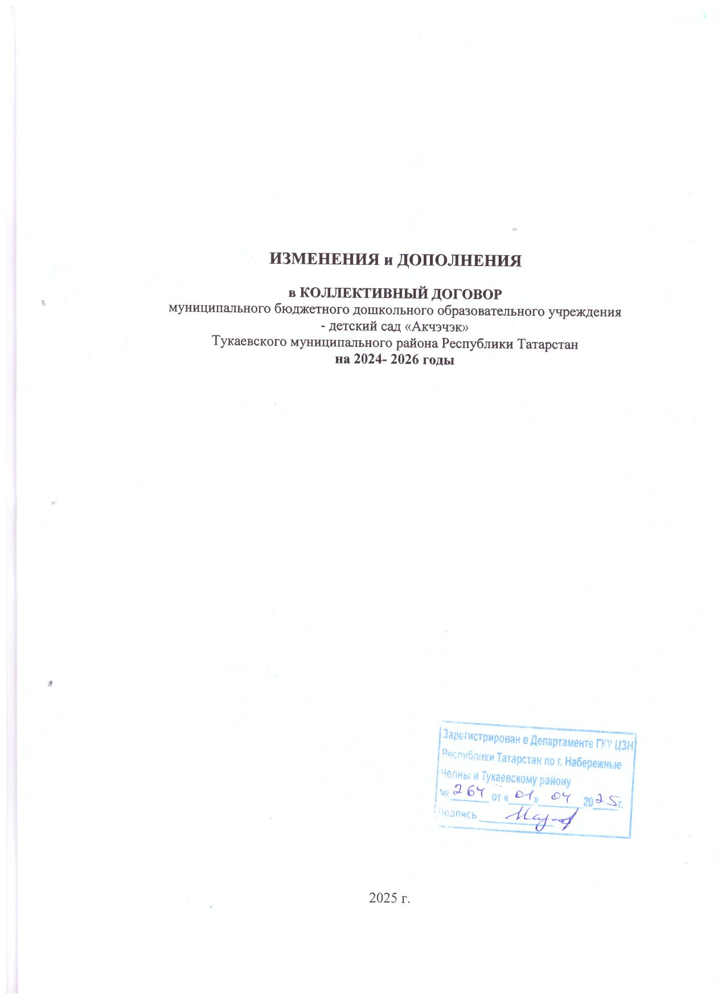 ИЗМЕНЕНИЯ и ДОПОЛНЕНИЯ
в КОЛЛЕКТИВНЫЙ ДОГОВОР
муниципального бюджетного дошкольного образовательного учреждения
- детский сад «Акчэчэк»
Тукаевского муниципального района Республики Татарстан
на 2024- 2026 годы
Зарегистрирован в Департаменте ГКУ ЦЗН
Республики Татарстан по г. Набережные
Челны и Тукаевскому району
№ 264 от «01» 04 2025г.
Подпись
2025 г.